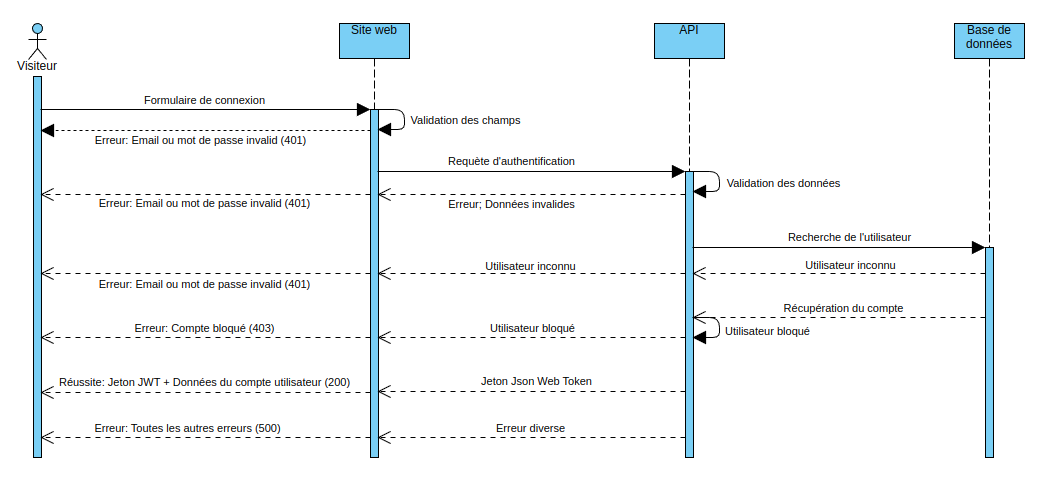 Site web
API
Base de
données
Visiteur
Formulaire de connexion
Validation des champs
Erreur: Email ou mot de passe invalid (401)
Requète d'authentification
Validation des données
Erreur: Email ou mot de passe invalid (401)
Erreur; Données invalides
Recherche de l'utilisateur
Utilisateur inconnu
Utilisateur inconnu
Erreur: Email ou mot de passe invalid (401)
Récupération du compte
Erreur: Compte bloqué (403)
Utilisateur bloqué
Utilisateur bloqué
Réussite: Jeton JWT + Données du compte utilisateur (200)
Jeton Json Web Token
Erreur: Toutes les autres erreurs (500)
Erreur diverse